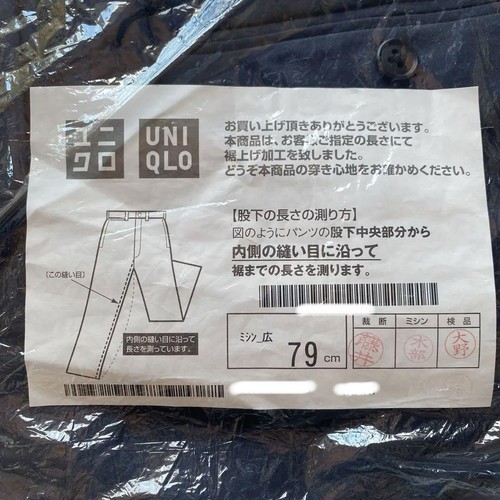 ユニ
クロ
UNI
QLO
お買い上げ頂きありがとうございます。
本商品は、お客様ご指定の長さにて
裾上げ加工を致しました。
どうぞ本商品の穿き心地をお確かめください。
【股下の長さの測り方】
図のようにパンツの股下中央部分から
内側の縫い目に沿って
裾までの長さを測ります。
(この縫い目)
内側の縫い目に沿って
長さを測っています。
ミシン_広
79 cm
裁断 ミシン 検品
藤井 水部 大野